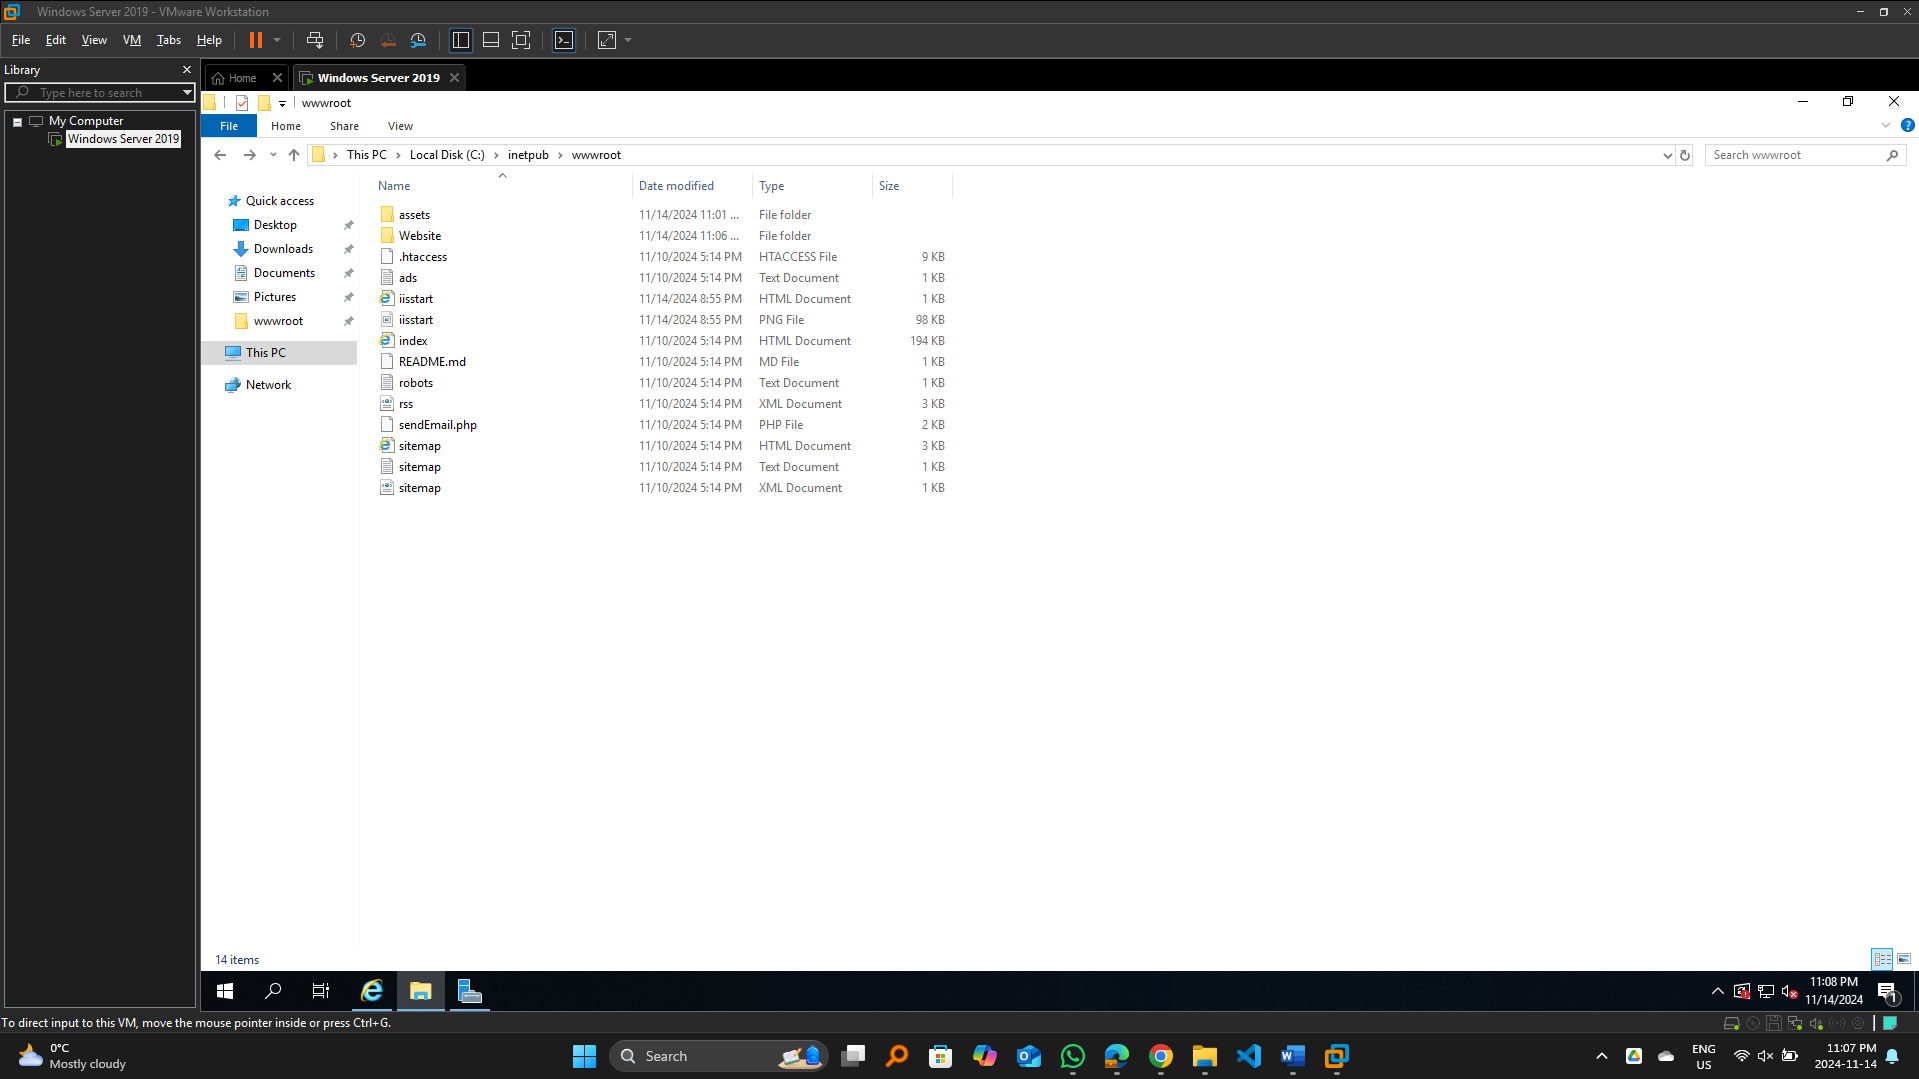 Windows Server 2019 - VMware Workstation
File Edit View VM Tabs Help
Library
Type here to search
My Computer
Windows Server 2019
Home
Windows Server 2019
wwwroot
File Home Share View
This PC Local Disk (C:) inetpub wwwroot
Search wwwroot
Quick access
Desktop
Downloads
Documents
Pictures
wwwroot
This PC
Network
Name Date modified Type Size
assets 11/14/2024 11:01 ... File folder
Website 11/14/2024 11:06 ... File folder
.htaccess 11/10/2024 5:14 PM HTACCESS File 9 KB
ads 11/10/2024 5:14 PM Text Document 1 KB
iisstart 11/14/2024 8:55 PM HTML Document 1 KB
iisstart 11/14/2024 8:55 PM PNG File 98 KB
index 11/10/2024 5:14 PM HTML Document 194 KB
README.md 11/10/2024 5:14 PM MD File 1 KB
robots 11/10/2024 5:14 PM Text Document 1 KB
rss 11/10/2024 5:14 PM XML Document 3 KB
sendEmail.php 11/10/2024 5:14 PM PHP File 2 KB
sitemap 11/10/2024 5:14 PM HTML Document 3 KB
sitemap 11/10/2024 5:14 PM Text Document 1 KB
sitemap 11/10/2024 5:14 PM XML Document 1 KB
14 items
11:08 PM
11/14/2024
1
To direct input to this VM, move the mouse pointer inside or press Ctrl+G.
0°C
Mostly cloudy
Search
ENG
US
11:07 PM
2024-11-14